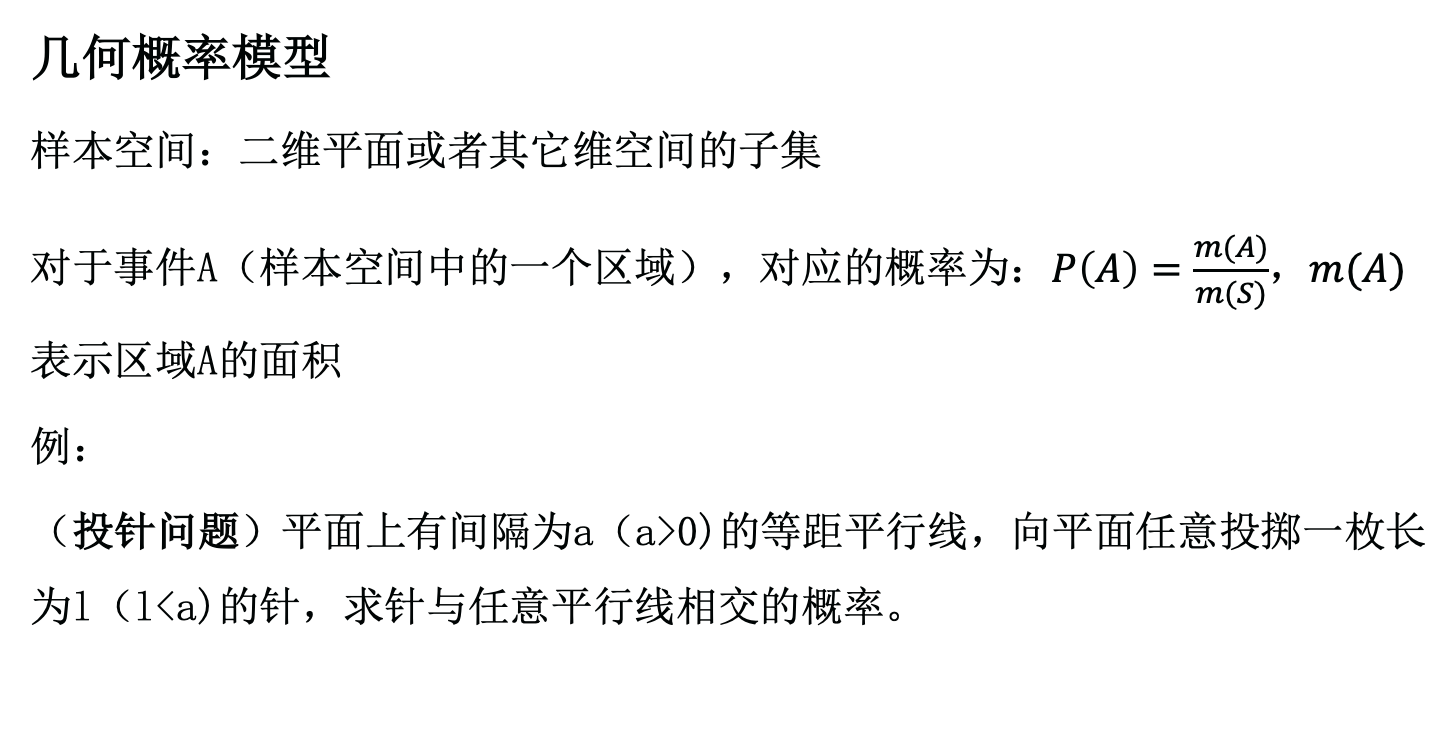 几何概率模型
样本空间：二维平面或者其它维空间的子集
对于事件A（样本空间中的一个区域），对应的概率为：P(A) = m(A)/m(S)，m(A)
表示区域A的面积
例：
（投针问题）平面上有间隔为a（a>0)的等距平行线，向平面任意投掷一枚长
为l（l<a)的针，求针与任意平行线相交的概率。